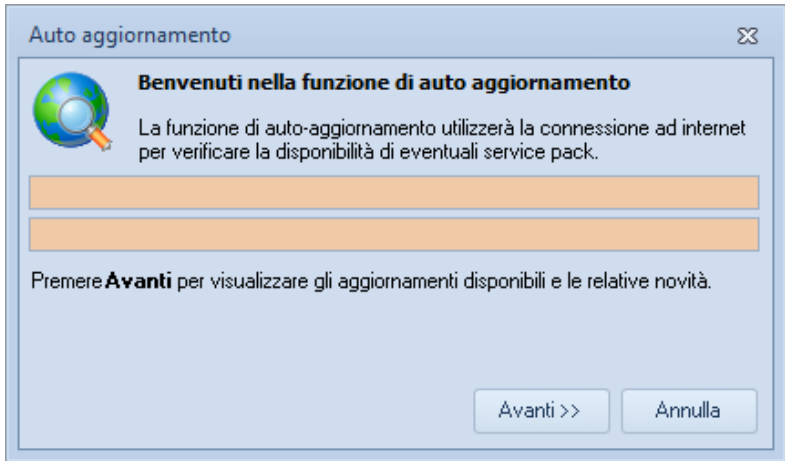 Auto aggiornamento
Benvenuti nella funzione di auto aggiornamento
La funzione di auto-aggiornamento utilizzerà la connessione ad internet
per verificare la disponibilità di eventuali service pack.
Premere Avanti per visualizzare gli aggiornamenti disponibili e le relative novità.
Avanti >>
Annulla